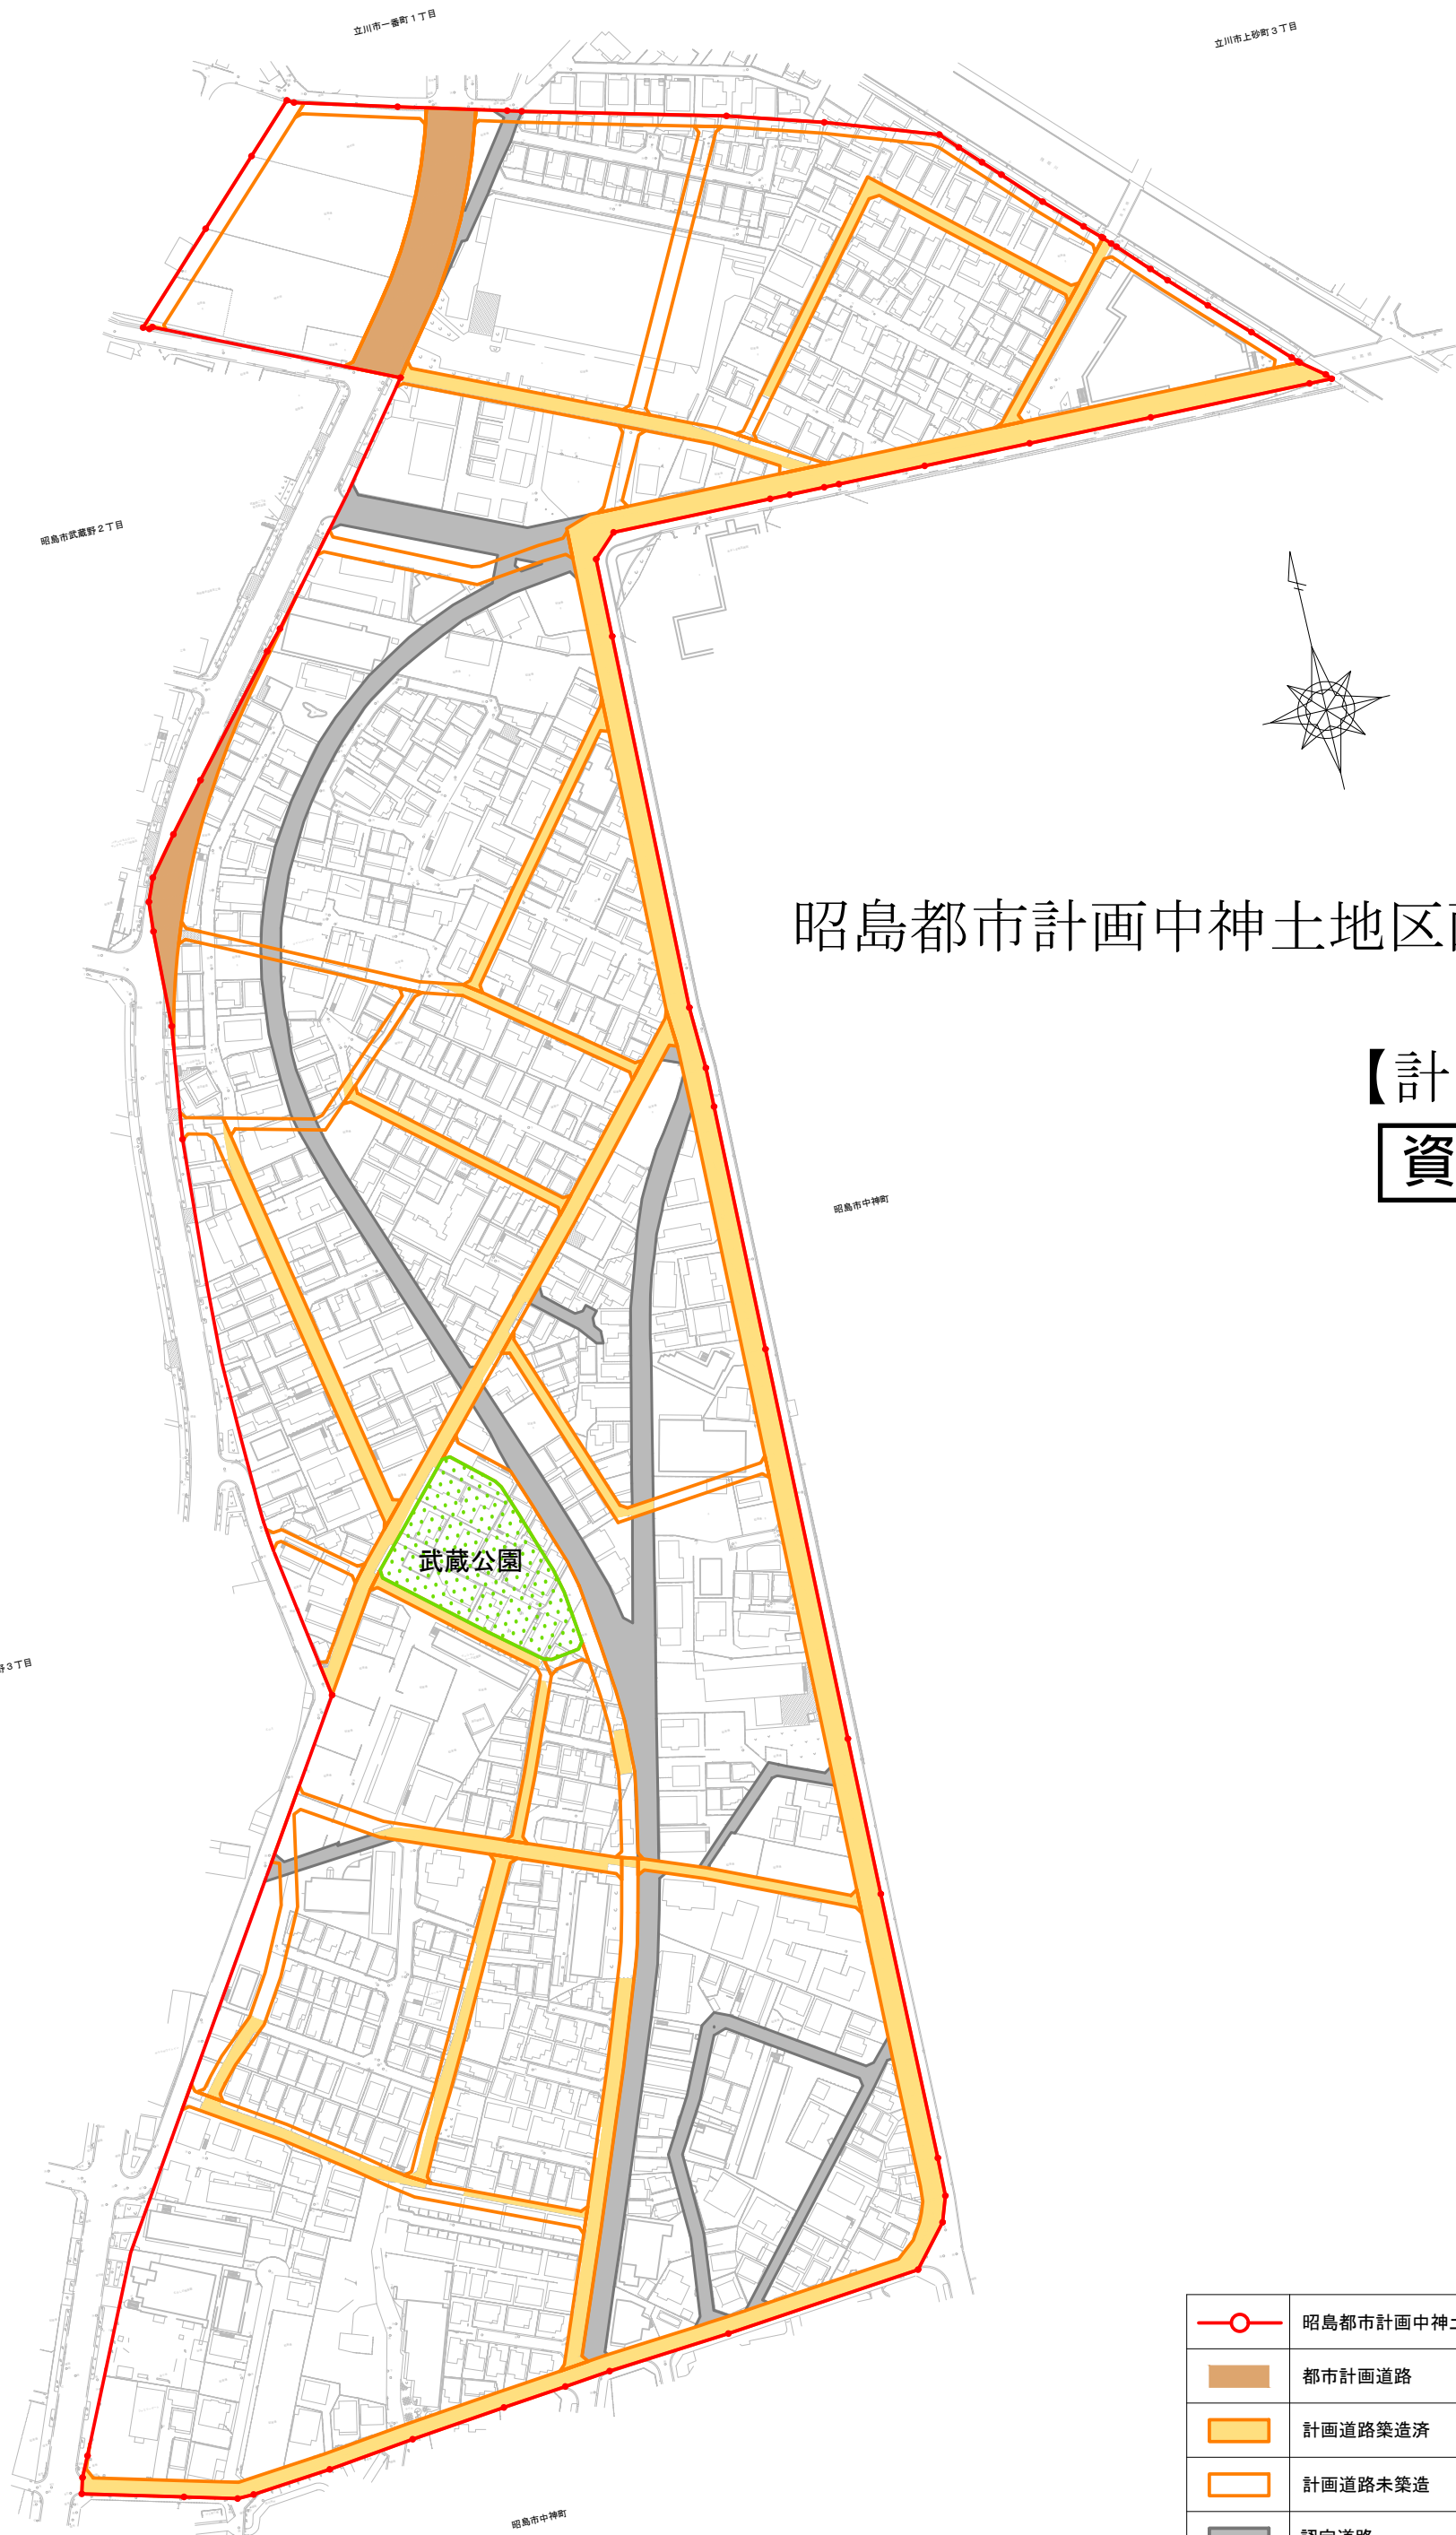 立川市一番町1丁目
立川市上砂町3丁目
昭島市武蔵野2丁目
昭島都市計画中神土地区
【計
資
昭島市中神町
武蔵公園
3丁目
昭島都市計画中神
都市計画道路
計画道路築造済
計画道路未築造
認定道路
昭島市中神町